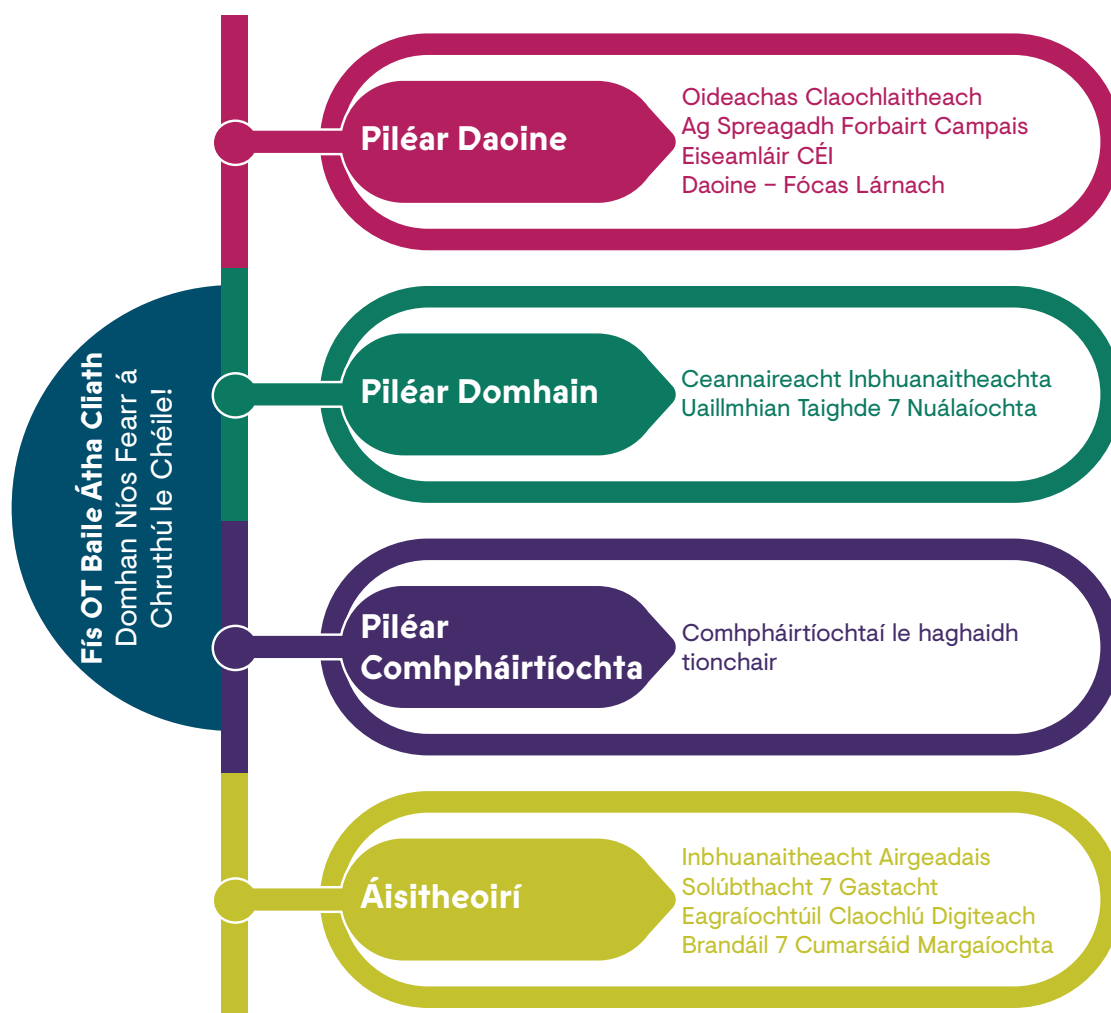 Fís OT Baile Átha Cliath
Domhan Níos Fearr á
Chruthú le Chéile!
Piléar Daoine
Oideachas Claochlaitheach
Ag Spreagadh Forbairt Campais
Eiseamláir CÉI
Daoine – Fócas Lárnach
Piléar Domhain
Ceannaireacht Inbhuanaitheachta
Uaillmhian Taighde 7 Nuálaíochta
Piléar
Comhpháirtíochta
Comhpháirtíochtaí le haghaidh
tionchair
Áisitheoirí
Inbhuanaitheacht Airgeadais
Solúbthacht 7 Gastacht
Eagraíochtúil Claochlú Digiteach
Brandáil 7 Cumarsáid Margaíochta